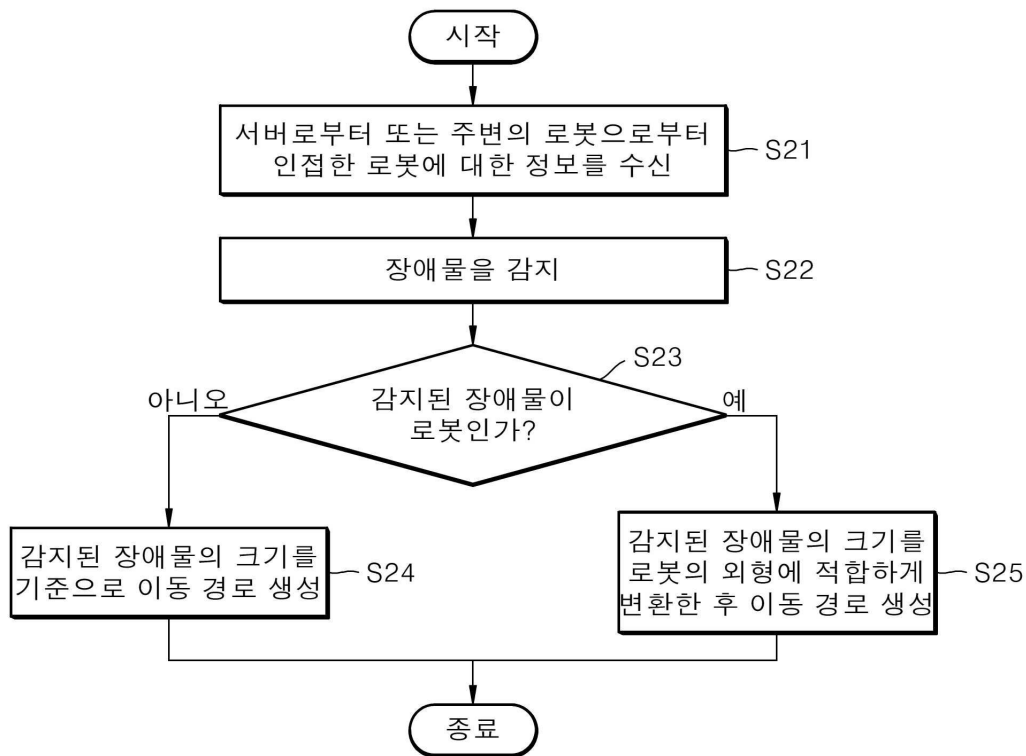 시작
서버로부터 또는 주변의 로봇으로부터
인접한 로봇에 대한 정보를 수신
S21
장애물을 감지
S22
S23
아니오
감지된 장애물이
로봇인가?
예
감지된 장애물의 크기를
기준으로 이동 경로 생성
S24
감지된 장애물의 크기를
로봇의 외형에 적합하게
변환한 후 이동 경로 생성
S25
종료